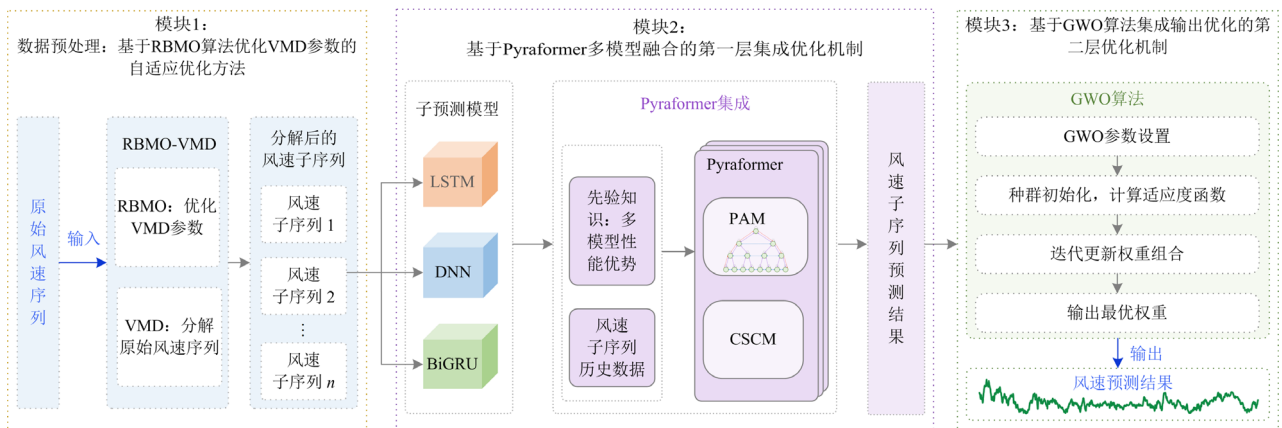 模块1：
数据预处理：基于RBMO算法优化VMD参数的
自适应优化方法
原始风速序列
输入
RBMO-VMD
RBMO：优化
VMD参数
VMD：分解
原始风速序列
分解后的
风速子序列
风速
子序列 1
风速
子序列 2
⋮
风速
子序列 n
模块2：
基于Pyraformer多模型融合的第一层集成优化机制
子预测模型
LSTM
DNN
BiGRU
Pyraformer集成
先验知
识：多
模型性
能优势
风速
子序列
历史数据
Pyraformer
PAM
CSCM
风速子序列预测结果
模块3：基于GWO算法集成输出优化的第
二层优化机制
GWO算法
GWO参数设置
种群初始化，计算适应度函数
迭代更新权重组合
输出最优权重
输出
风速预测结果